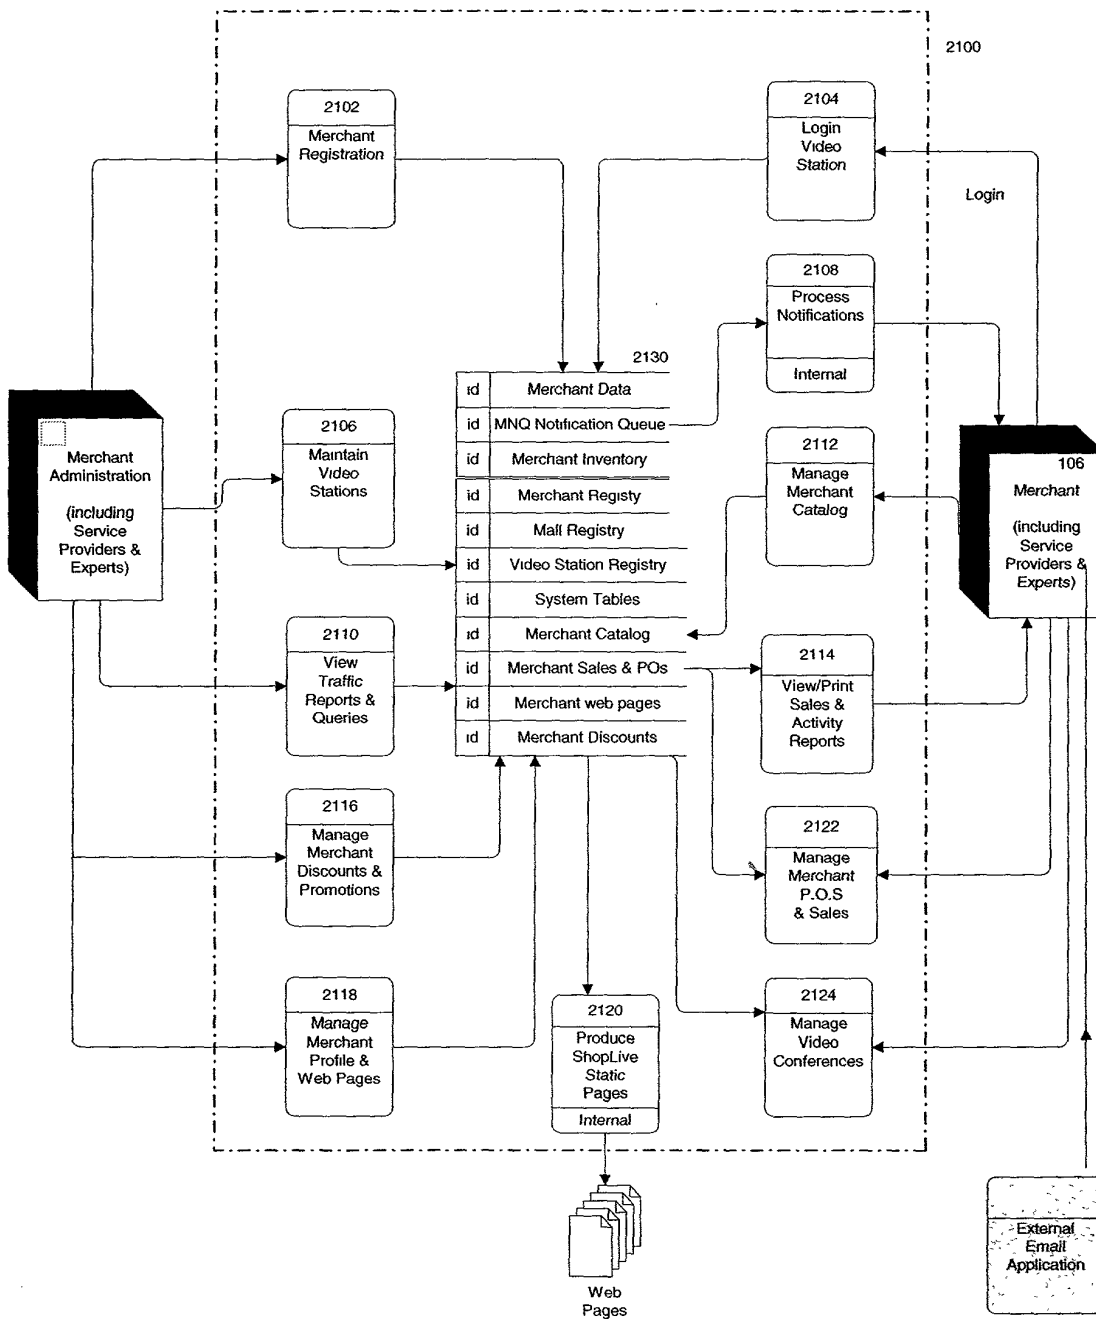 2100
2102
Merchant
Registration
2104
Login
Video
Station
Login
2108
Process
Notifications
Internal
2130
id Merchant Data
id MNQ Notification Queue
id Merchant Inventory
id Merchant Registy
id Mall Registry
id Video Station Registry
id System Tables
id Merchant Catalog
id Merchant Sales & POs
id Merchant web pages
id Merchant Discounts
Merchant
Administration
(including
Service
Providers &
Experts)
2106
Maintain
Video
Stations
2112
Manage
Merchant
Catalog
106
Merchant
(including
Service
Providers &
Experts)
2110
View
Traffic
Reports &
Queries
2114
View/Print
Sales &
Activity
Reports
2116
Manage
Merchant
Discounts &
Promotions
2122
Manage
Merchant
P.O.S
& Sales
2118
Manage
Merchant
Profile &
Web Pages
2120
Produce
ShopLive
Static
Pages
Internal
2124
Manage
Video
Conferences
Web
Pages
External
Email
Application